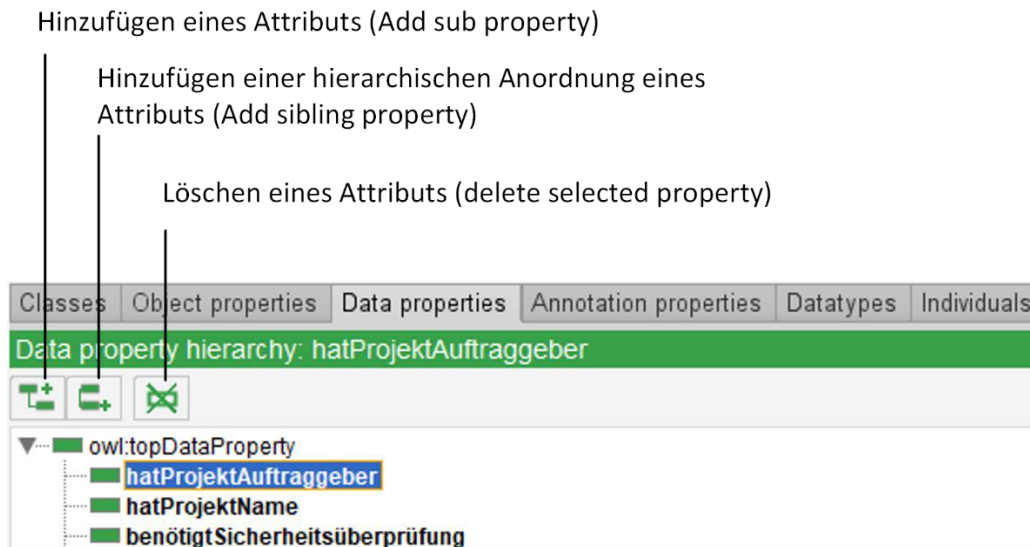 Hinzufügen eines Attributs (Add sub property)
Hinzufügen einer hierarchischen Anordnung eines
Attributs (Add sibling property)
Löschen eines Attributs (delete selected property)
Classes Object properties Data properties Annotation properties Datatypes Individuals
Data property hierarchy: hatProjektAuftraggeber
owl:topDataProperty
hatProjektAuftraggeber
hatProjektName
benötigtSicherheitsüberprüfung